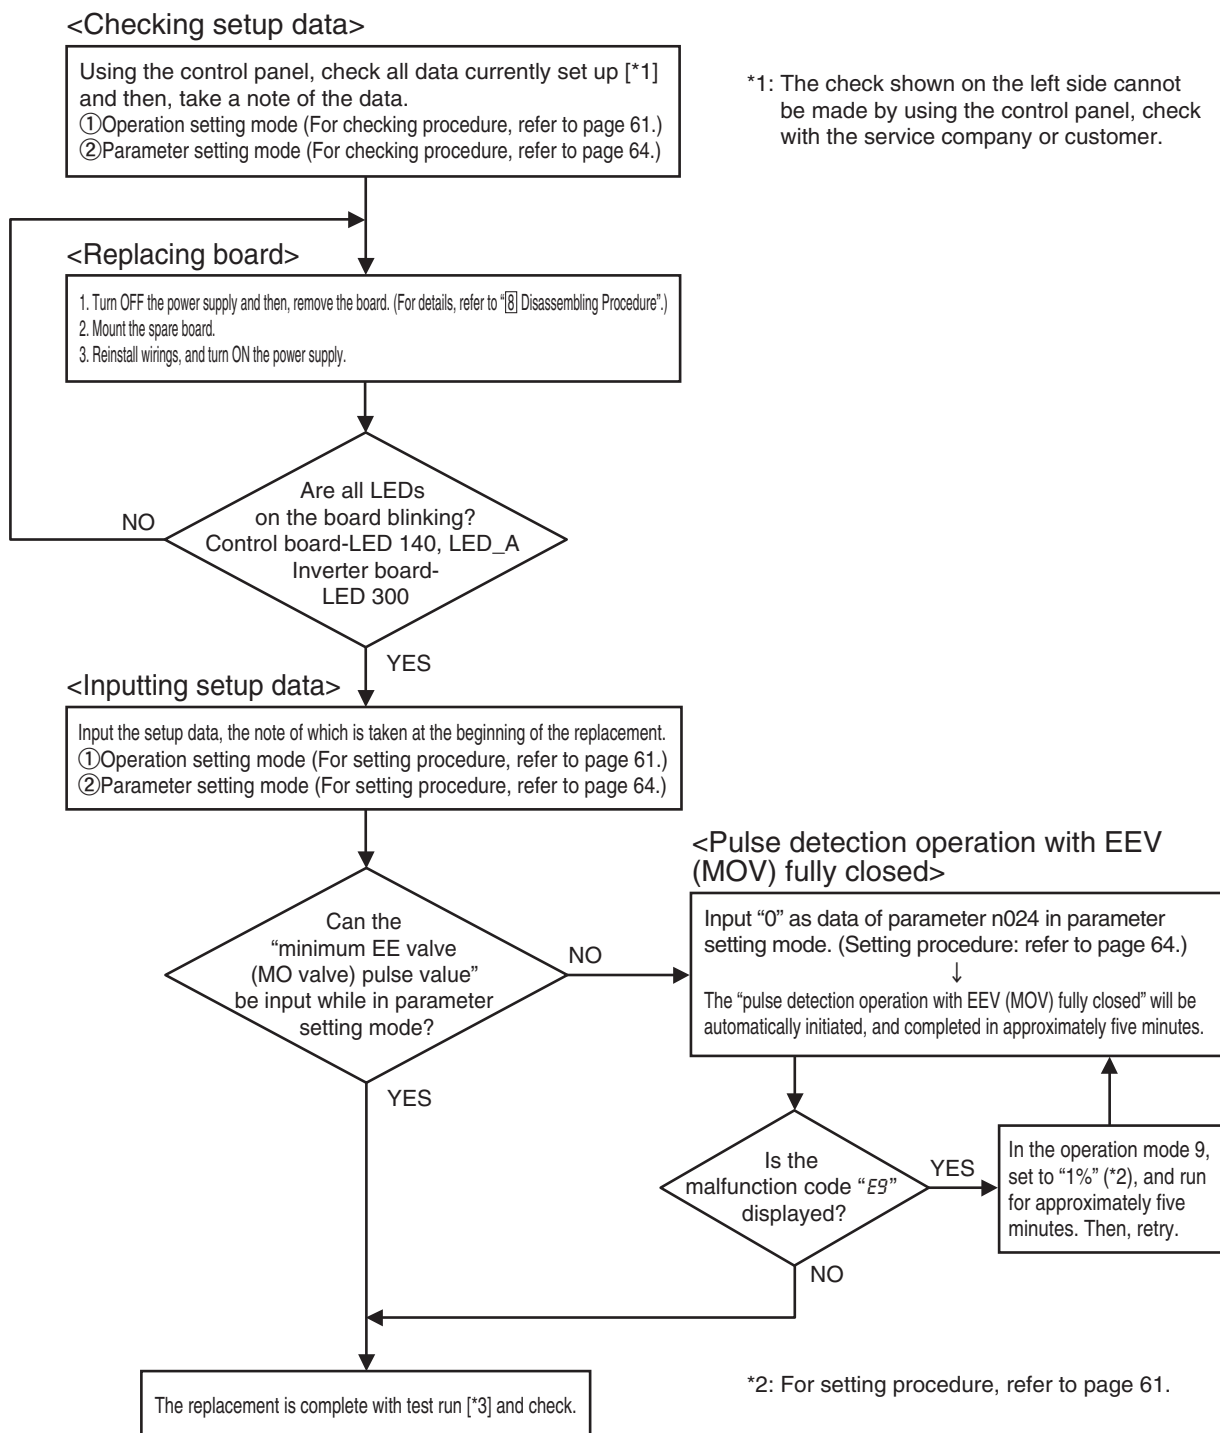 <Checking setup data>
Using the control panel, check all data currently set up [*1]
and then, take a note of the data.
①Operation setting mode (For checking procedure, refer to page 61.)
②Parameter setting mode (For checking procedure, refer to page 64.)
*1: The check shown on the left side cannot
be made by using the control panel, check
with the service company or customer.
<Replacing board>
1. Turn OFF the power supply and then, remove the board. (For details, refer to “8 Disassembling Procedure”.)
2. Mount the spare board.
3. Reinstall wirings, and turn ON the power supply.
Are all LEDs
on the board blinking?
Control board-LED 140, LED_A
Inverter board-
LED 300
NO
YES
<Inputting setup data>
Input the setup data, the note of which is taken at the beginning of the replacement.
①Operation setting mode (For setting procedure, refer to page 61.)
②Parameter setting mode (For setting procedure, refer to page 64.)
Can the
“minimum EE valve
(MO valve) pulse value”
be input while in parameter
setting mode?
NO
YES
<Pulse detection operation with EEV
(MOV) fully closed>
Input “0” as data of parameter n024 in parameter
setting mode. (Setting procedure: refer to page 64.)
↓
The “pulse detection operation with EEV (MOV) fully closed” will be
automatically initiated, and completed in approximately five minutes.
Is the
malfunction code “E9”
displayed?
YES
NO
In the operation mode 9,
set to “1%” (*2), and run
for approximately five
minutes. Then, retry.
The replacement is complete with test run [*3] and check.
*2: For setting procedure, refer to page 61.